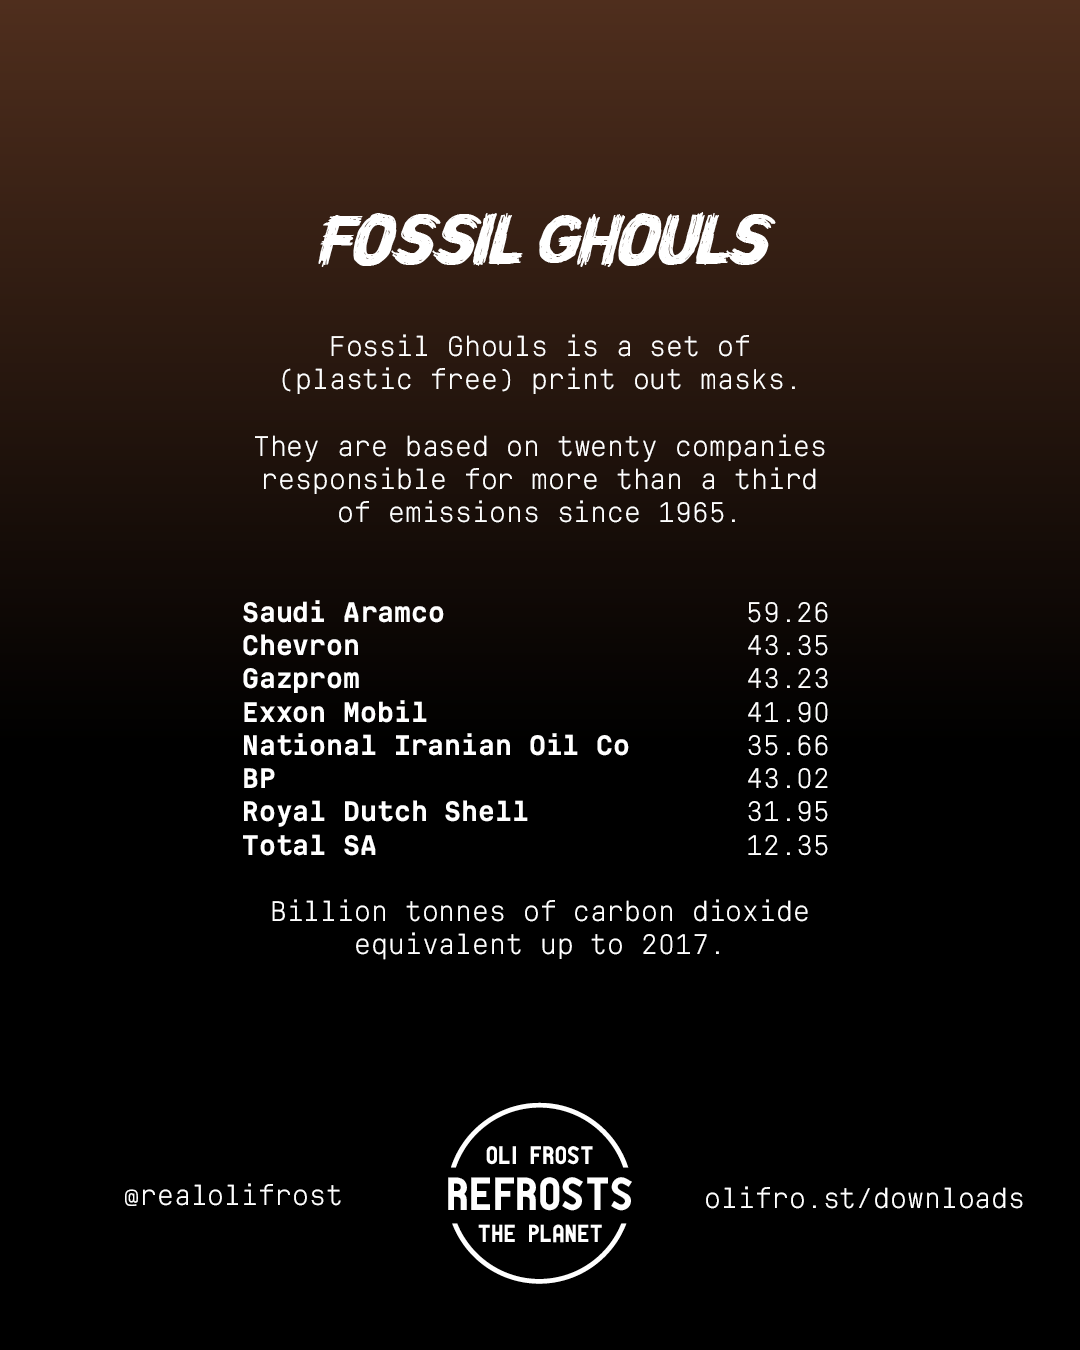 FOSSIL GHOULS
Fossil Ghouls is a set of
(plastic free) print out masks.
They are based on twenty companies
responsible for more than a third
of emissions since 1965.
Saudi Aramco 59.26
Chevron 43.35
Gazprom 43.23
Exxon Mobil 41.90
National Iranian Oil Co 35.66
BP 43.02
Royal Dutch Shell 31.95
Total SA 12.35
Billion tonnes of carbon dioxide
equivalent up to 2017.
@realolifrost
OLI FROST
REFROSTS
THE PLANET
olifro.st/downloads